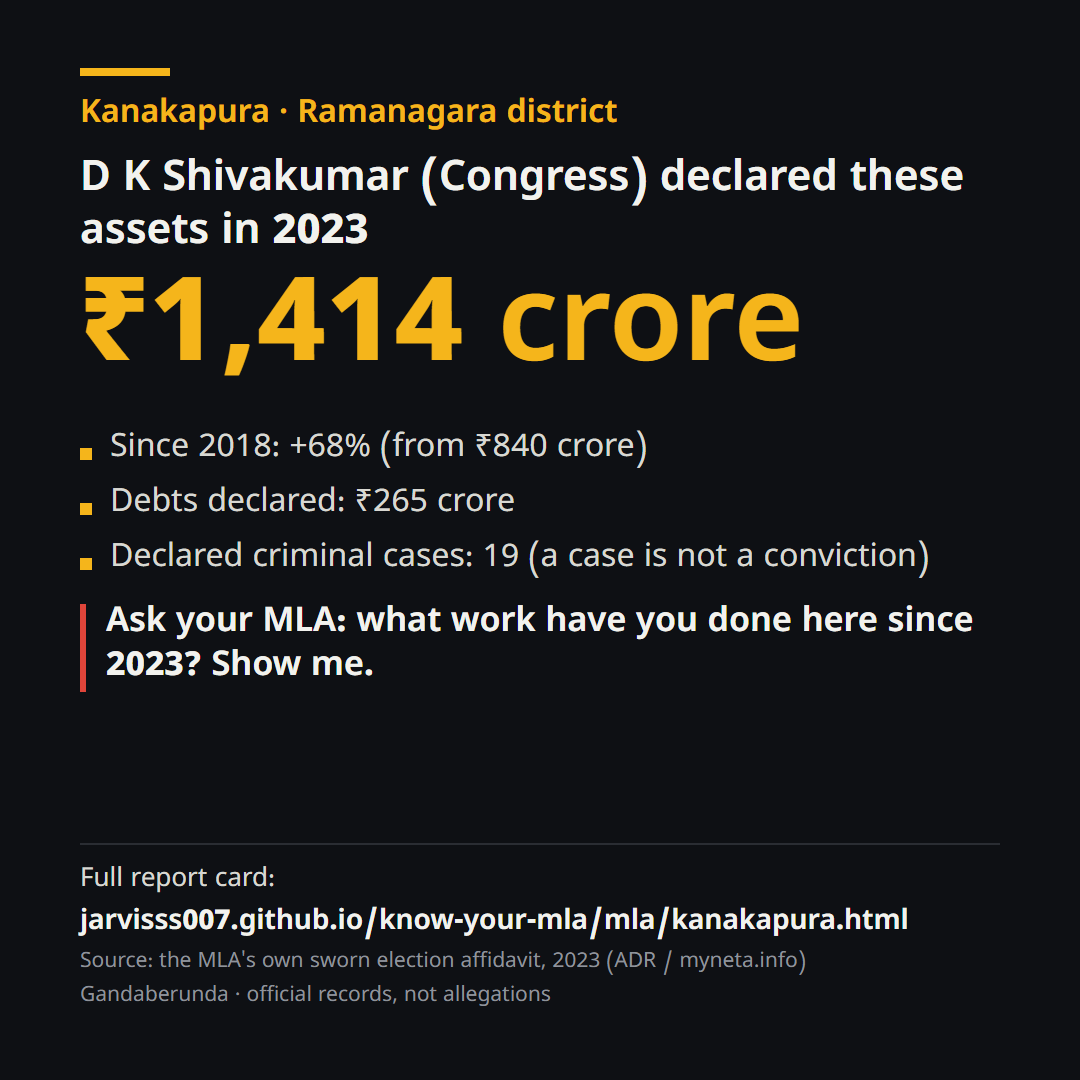 Kanakapura · Ramanagara district
D K Shivakumar (Congress) declared these
assets in 2023
₹1,414 crore
Since 2018: +68% (from ₹840 crore)
Debts declared: ₹265 crore
Declared criminal cases: 19 (a case is not a conviction)
Ask your MLA: what work have you done here since
2023? Show me.
Full report card:
jarvisss007.github.io/know-your-mla/mla/kanakapura.html
Source: the MLA's own sworn election affidavit, 2023 (ADR / myneta.info)
Gandaberunda · official records, not allegations